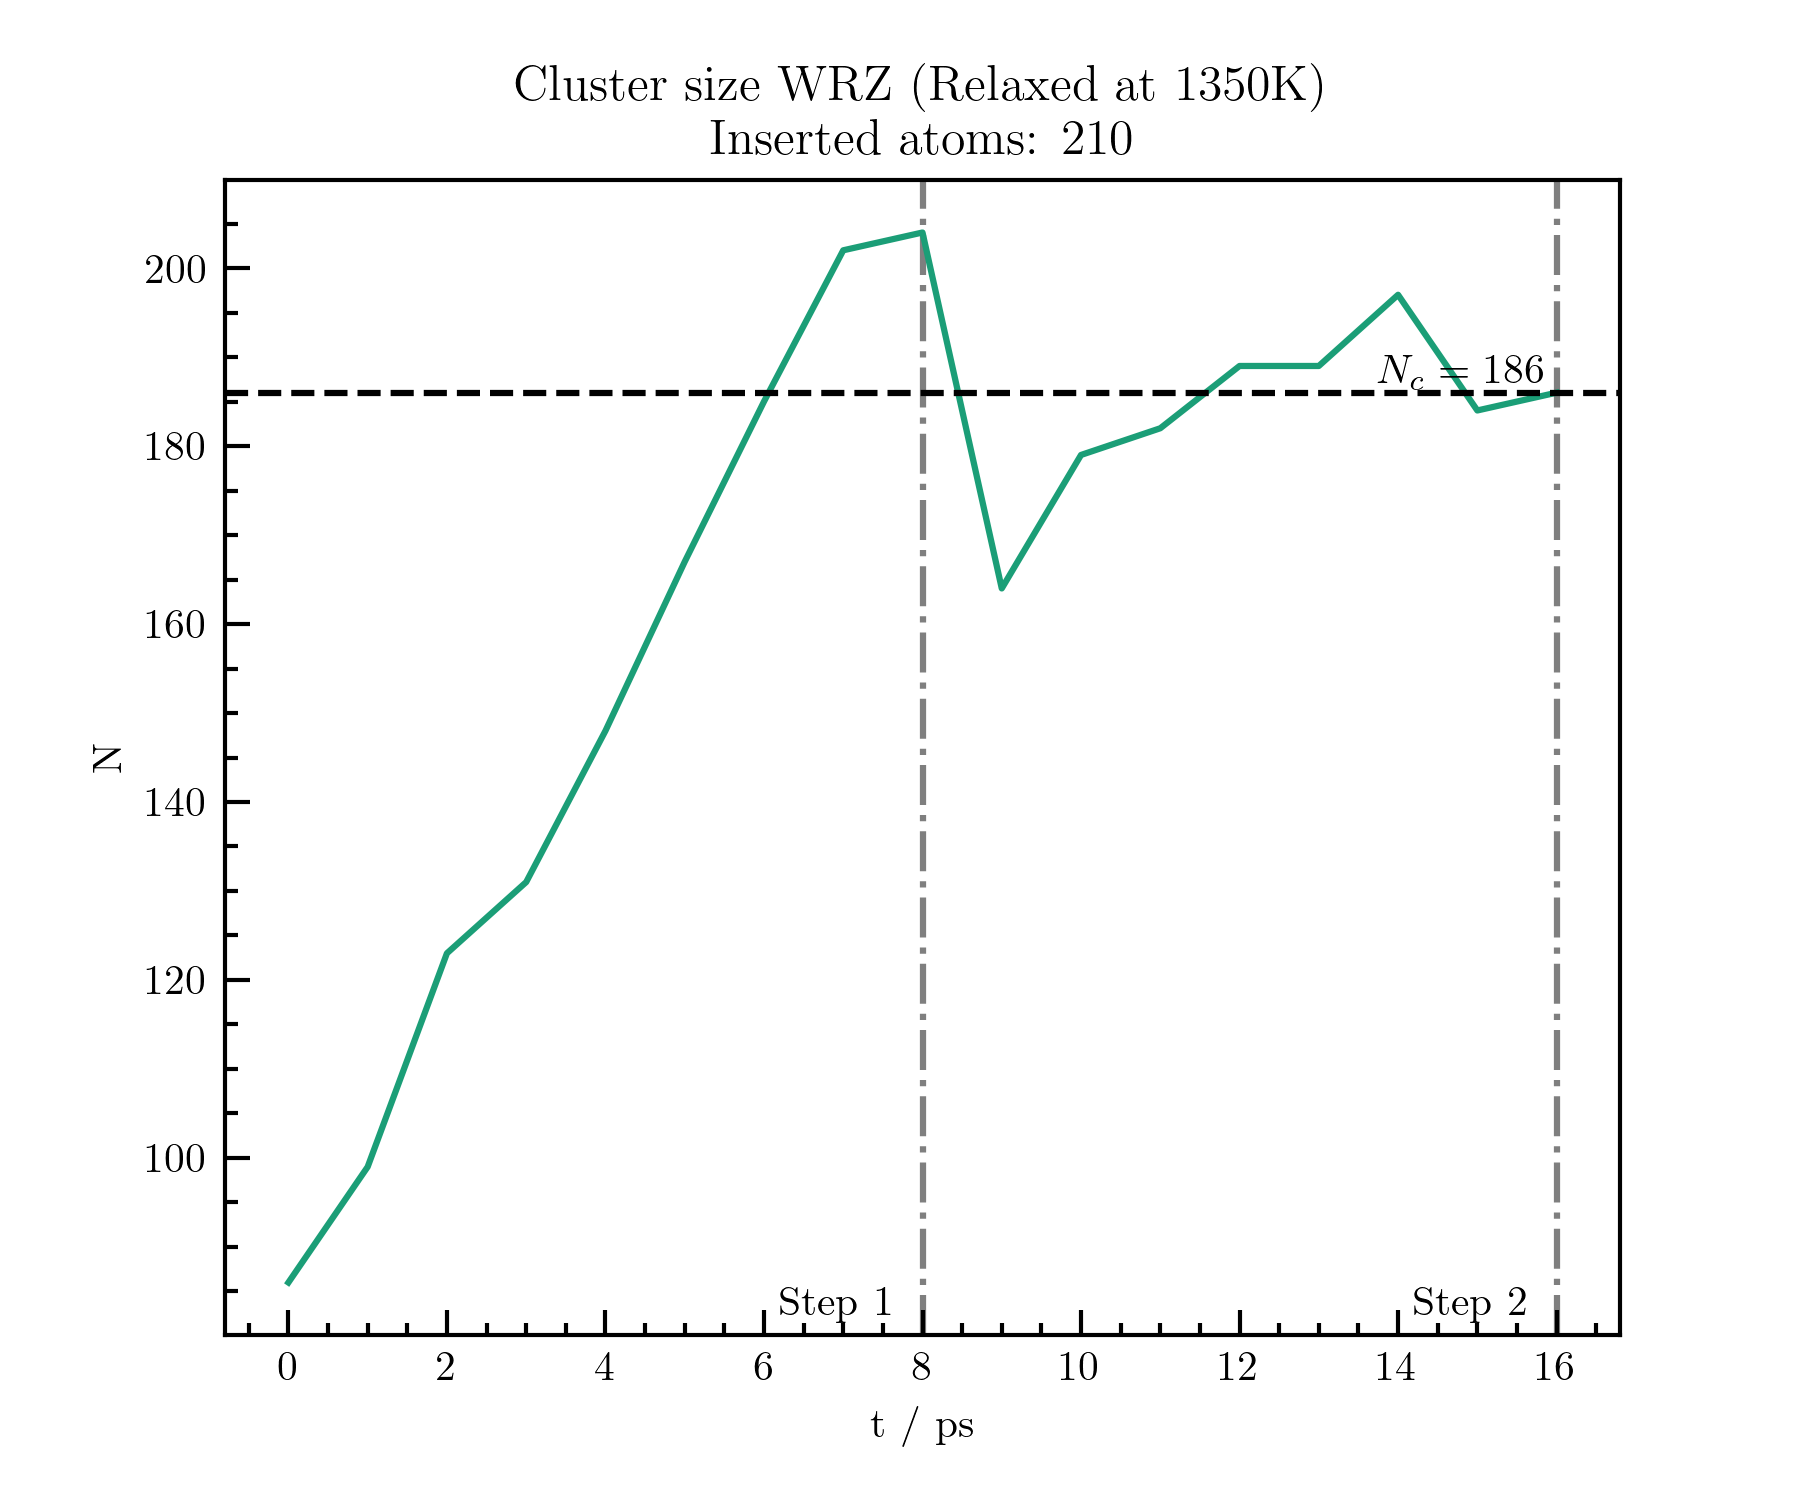 Cluster size WRZ (Relaxed at 1350K)
Inserted atoms: 210
200
180
160
140
120
100
N
N_c = 186
Step 1
Step 2
0 2 4 6 8 10 12 14 16
t / ps